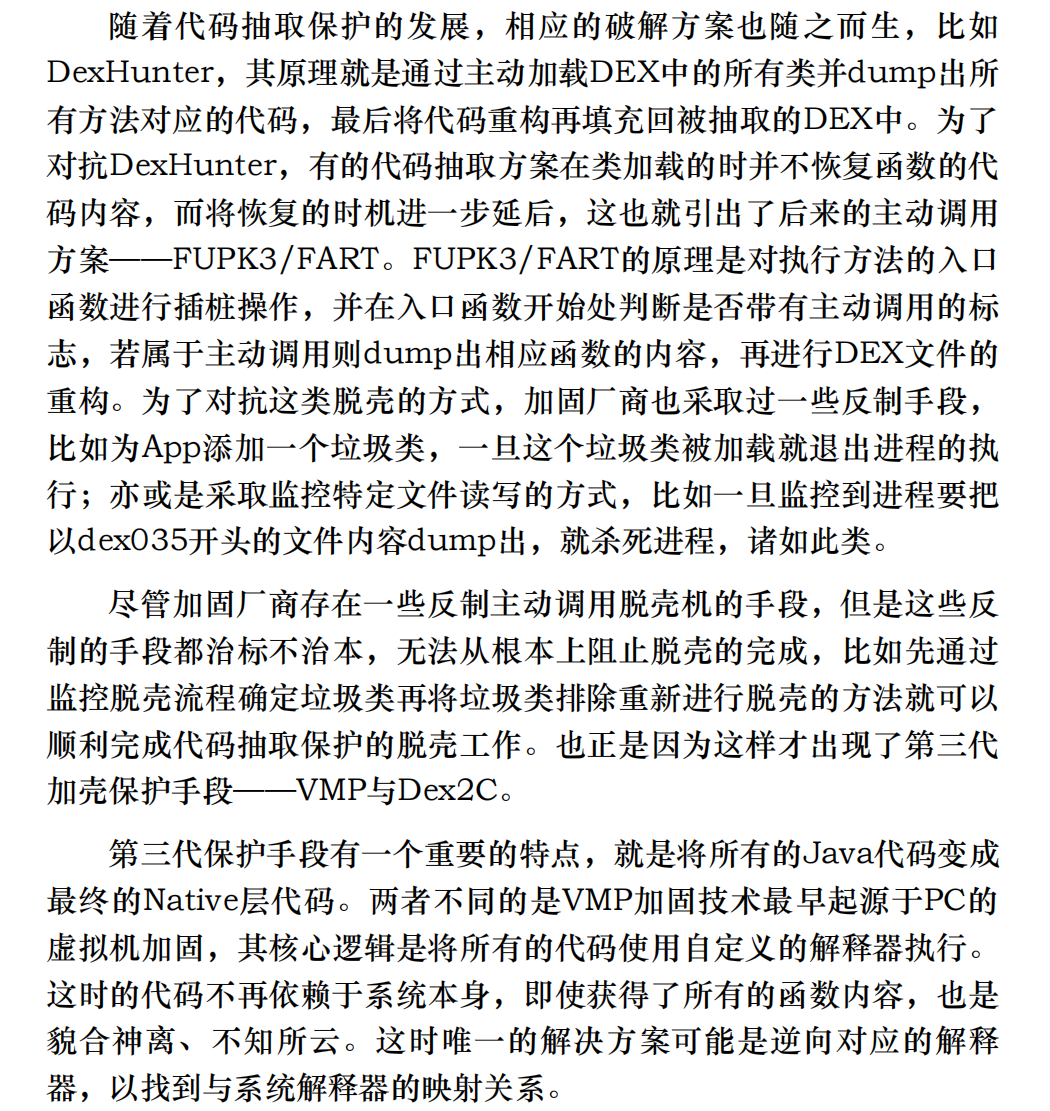 随着代码抽取保护的发展，相应的破解方案也随之而生，比如
DexHunter，其原理就是通过主动加载DEX中的所有类并dump出所
有方法对应的代码，最后将代码重构再填充回被抽取的DEX中。为了
对抗DexHunter，有的代码抽取方案在类加载的时并不恢复函数的代
码内容，而将恢复的时机进一步延后，这也就引出了后来的主动调用
方案——FUPK3/FART。FUPK3/FART的原理是对执行方法的入口
函数进行插桩操作，并在入口函数开始处判断是否带有主动调用的标
志，若属于主动调用则dump出相应函数的内容，再进行DEX文件的
重构。为了对抗这类脱壳的方式，加固厂商也采取过一些反制手段，
比如为App添加一个垃圾类，一旦这个垃圾类被加载就退出进程的执
行；亦或是采取监控特定文件读写的方式，比如一旦监控到进程要把
以dex035开头的文件内容dump出，就杀死进程，诸如此类。
尽管加固厂商存在一些反制主动调用脱壳机的手段，但是这些反
制的手段都治标不治本，无法从根本上阻止脱壳的完成，比如先通过
监控脱壳流程确定垃圾类再将垃圾类排除重新进行脱壳的方法就可以
顺利完成代码抽取保护的脱壳工作。也正是因为这样才出现了第三代
加壳保护手段——VMP与Dex2C。
第三代保护手段有一个重要的特点，就是将所有的Java代码变成
最终的Native层代码。两者不同的是VMP加固技术最早起源于PC的
虚拟机加固，其核心逻辑是将所有的代码使用自定义的解释器执行。
这时的代码不再依赖于系统本身，即使获得了所有的函数内容，也是
貌合神离、不知所云。这时唯一的解决方案可能是逆向对应的解释
器，以找到与系统解释器的映射关系。